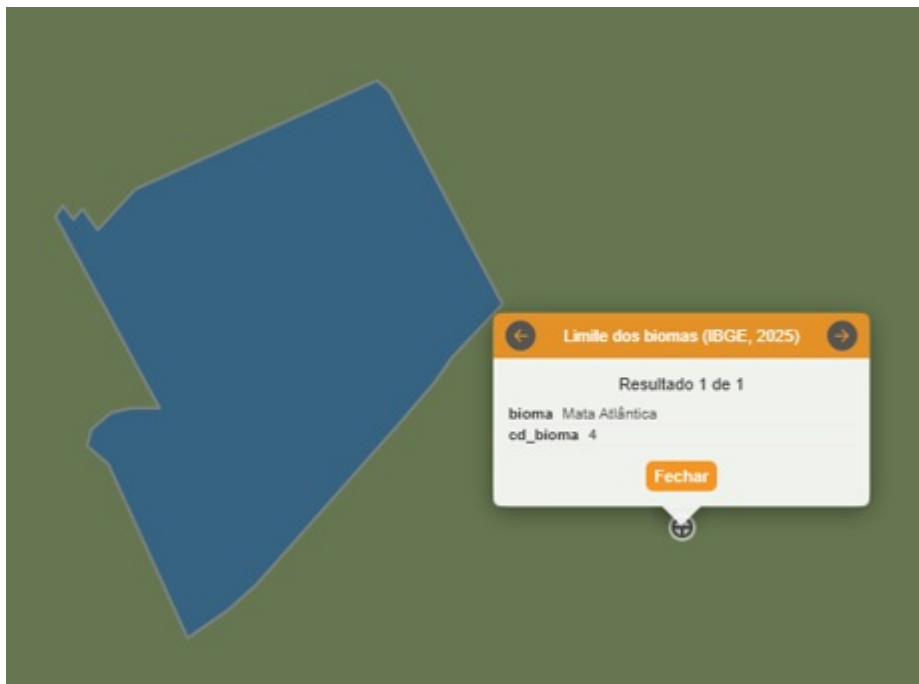 Limite dos biomas (IBGE, 2025)
Resultado 1 de 1
bioma Mata Atlântica
cd_bioma 4
Fechar